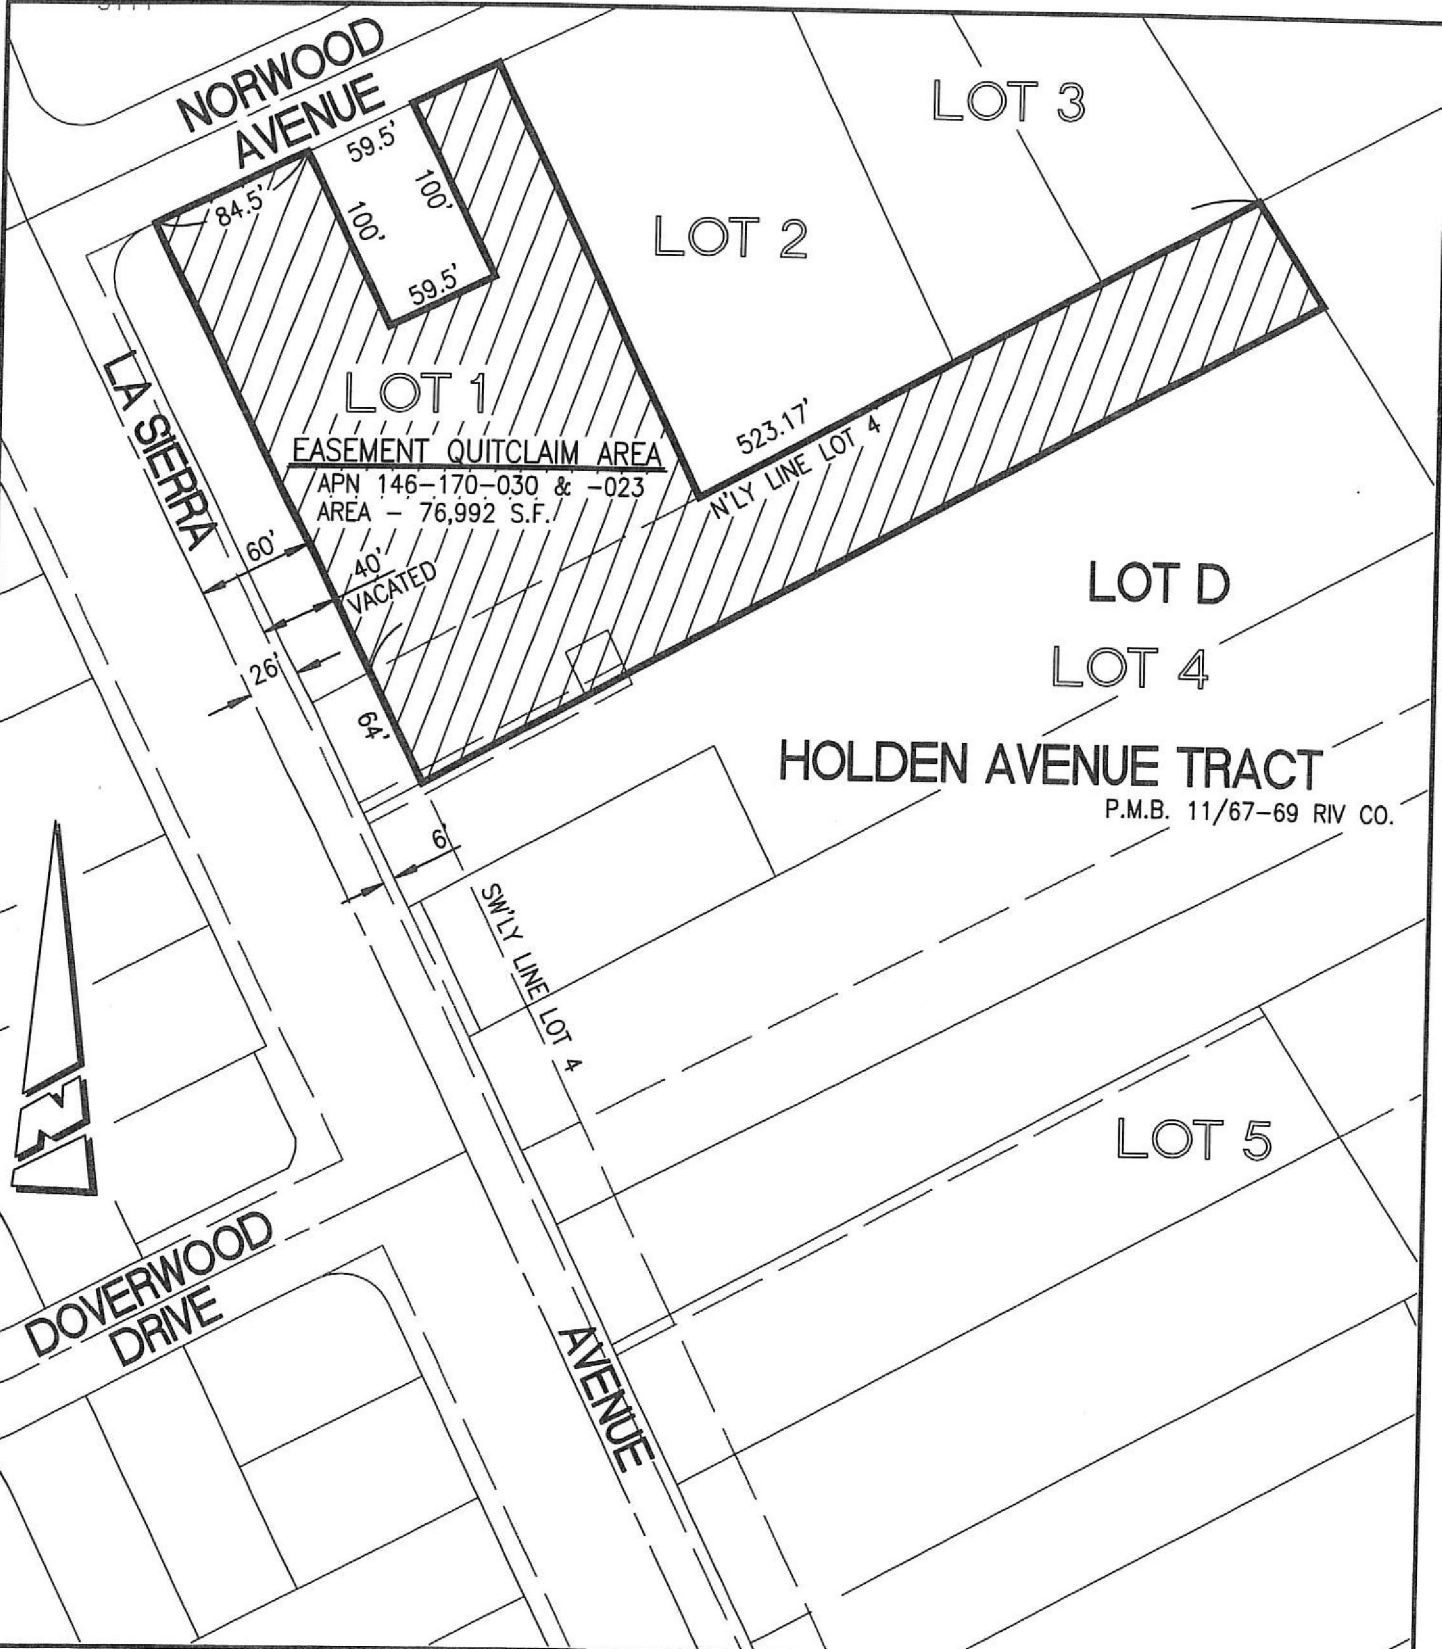 NORWOOD
AVENUE
59.5'
84.5'
100'
100'
59.5'
LOT 3
LOT 2
LA SIERRA
LOT 1
EASEMENT QUITCLAIM AREA
APN 146-170-030 & -023
AREA - 76,992 S.F.
523.17'
N'LY LINE LOT 4
60'
40'
VACATED
26'
64'
LOT D
LOT 4
HOLDEN AVENUE TRACT
P.M.B. 11/67-69 RIV CO.
6'
SW'LY LINE LOT 4
N
LOT 5
DOVERWOOD
DRIVE
AVENUE